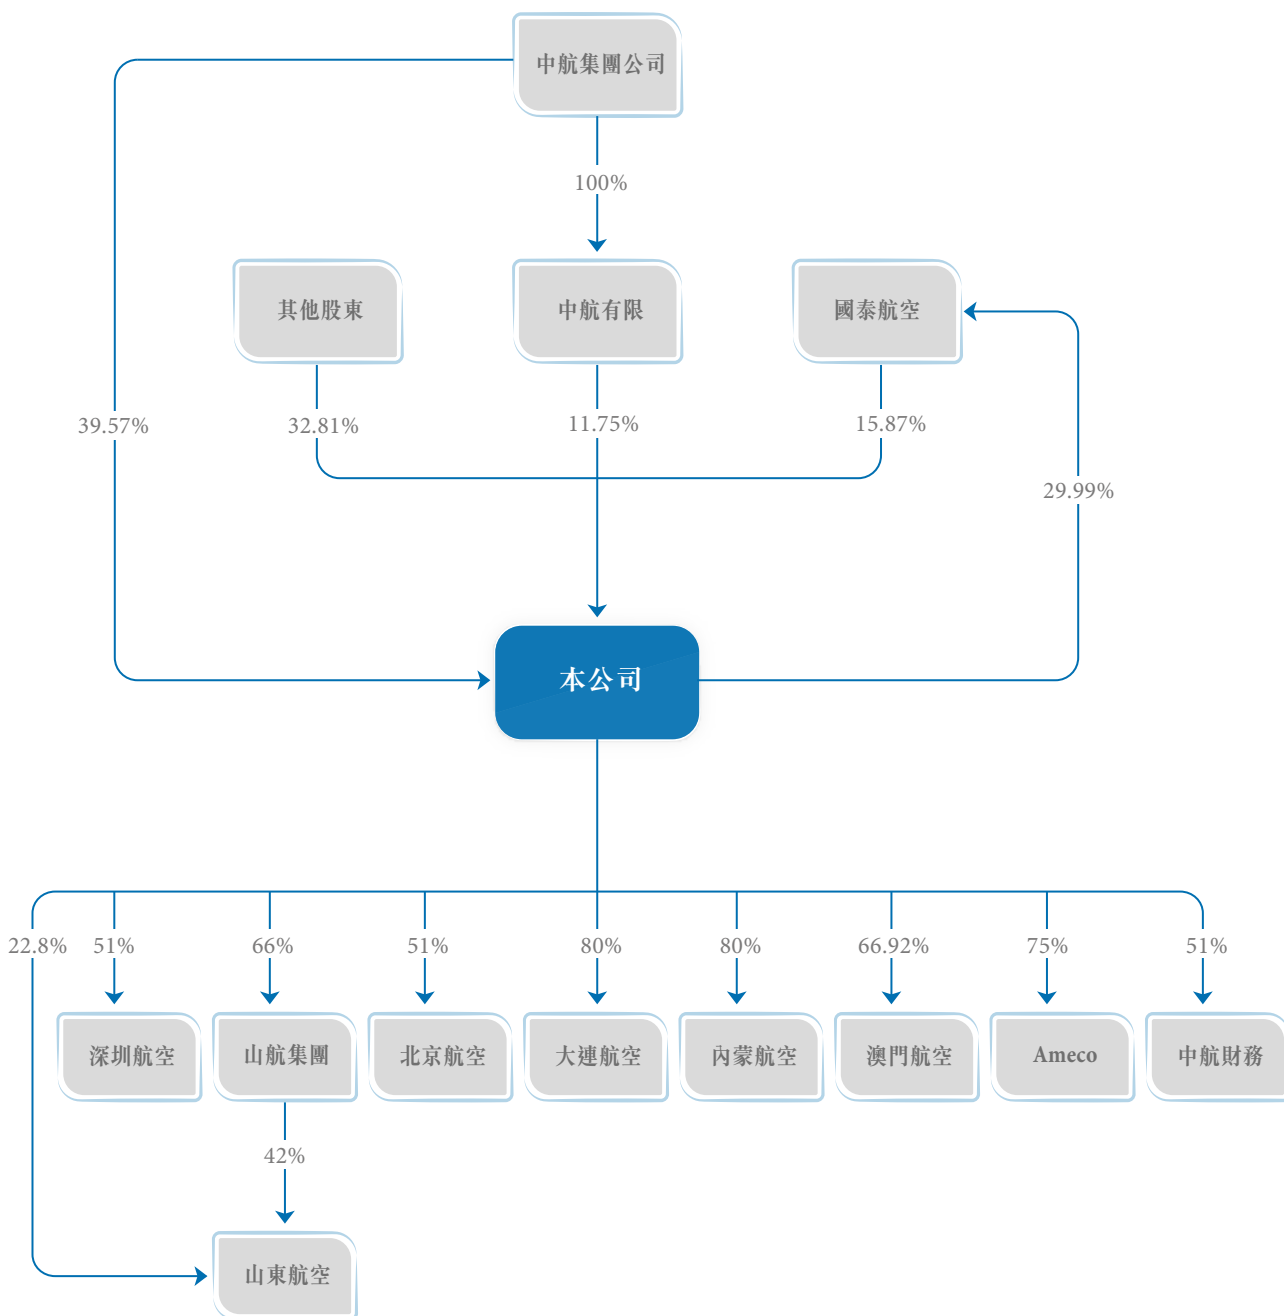 中航集團公司
100%
其他股東
中航有限
國泰航空
39.57%
32.81%
11.75%
15.87%
29.99%
本公司
22.8%
51%
66%
51%
80%
80%
66.92%
75%
51%
深圳航空
山航集團
北京航空
大連航空
內蒙航空
澳門航空
Ameco
中航財務
42%
山東航空